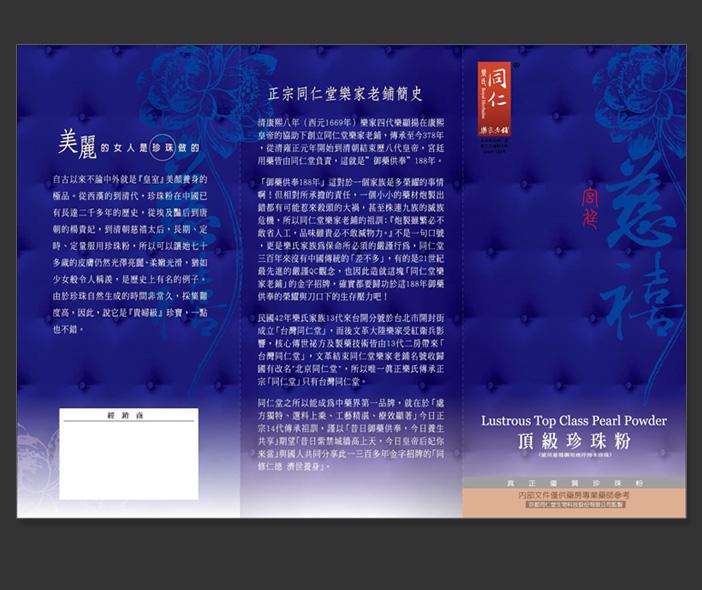 美麗的女人是珍珠做的
自古以來不論中外就是『皇室』美顏養身的
極品。從西漢的到清代，珍珠粉在中國已
有長達二千多年的歷史，從埃及豔后到唐
朝的楊貴妃，到清朝慈禧太后，長期、定
時、定量服用珍珠粉，所以可以讓她七十
多歲的皮膚仍然光澤亮麗、柔嫩光滑，猶如
少女般令人稱羨，是歷史上有名的例子。
由於珍珠自然生成的時間非常久，採集難
度高，因此，說它是『貴婦級』珍寶，一點
也不錯。
經銷商
正宗同仁堂樂家老鋪簡史
清康熙八年（西元1669年）樂家四代樂顯揚在康熙
皇帝的協助下創立同仁堂樂家老鋪，傳承至今378年
，從清雍正元年開始到清朝結束歷八代皇帝，宮廷
用藥皆由同仁堂負責，這就是"御藥供奉"188年。
「御藥供奉188年」這對於一個家族是多榮耀的事情
啊！但相對所承擔的責任，一個小小的藥材炮製出
錯都有可能惹來殺頭的大禍，甚至株連九族的滅族
危機，所以同仁堂樂家老鋪的祖訓:『炮製雖繁必不
敢省人工，品味雖貴必不敢減物力。』不是一句口號
，更是樂氏家族爲保命所必須的嚴謹行爲，同仁堂
三百年來沒有中國傳統的「差不多」，有的是21世紀
最先進的嚴謹QC觀念，也因此造就這塊「同仁堂樂
家老鋪」的金字招牌，確實都要歸功於這188年御藥
供奉的榮耀與刀口下的生存壓力吧！
民國42年樂氏家族13代來台開分號於台北市開封街
成立「台灣同仁堂」，而後文革大陸樂家受紅衛兵影
響，核心傳世祕方及製藥技術皆由13代二房帶來「
台灣同仁堂」，文革結束同仁堂樂家老鋪名號收歸
國有改名"北京同仁堂"，所以唯一眞正樂氏傳承正
宗「同仁堂」只有台灣同仁堂。
同仁堂之所以能成爲中藥界第一品牌，就在於「處
方獨特、選料上乘、工藝精湛、療效顯著」今日正
宗14代傳承祖訓，謹以「昔日御藥供奉，今日養生
共享」期望「昔日紫禁城牆高上天，今日皇帝后妃你
來當」與國人共同分享此一三百多年金字招牌的「同
修仁德 濟世養身」。
同仁
樂氏
Royal Herbalist
樂家老鋪
宮廷
慈禧
Lustrous Top Class Pearl Powder
頂級珍珠粉
真正優質珍珠粉
內部文件僅供藥房專業藥師參考